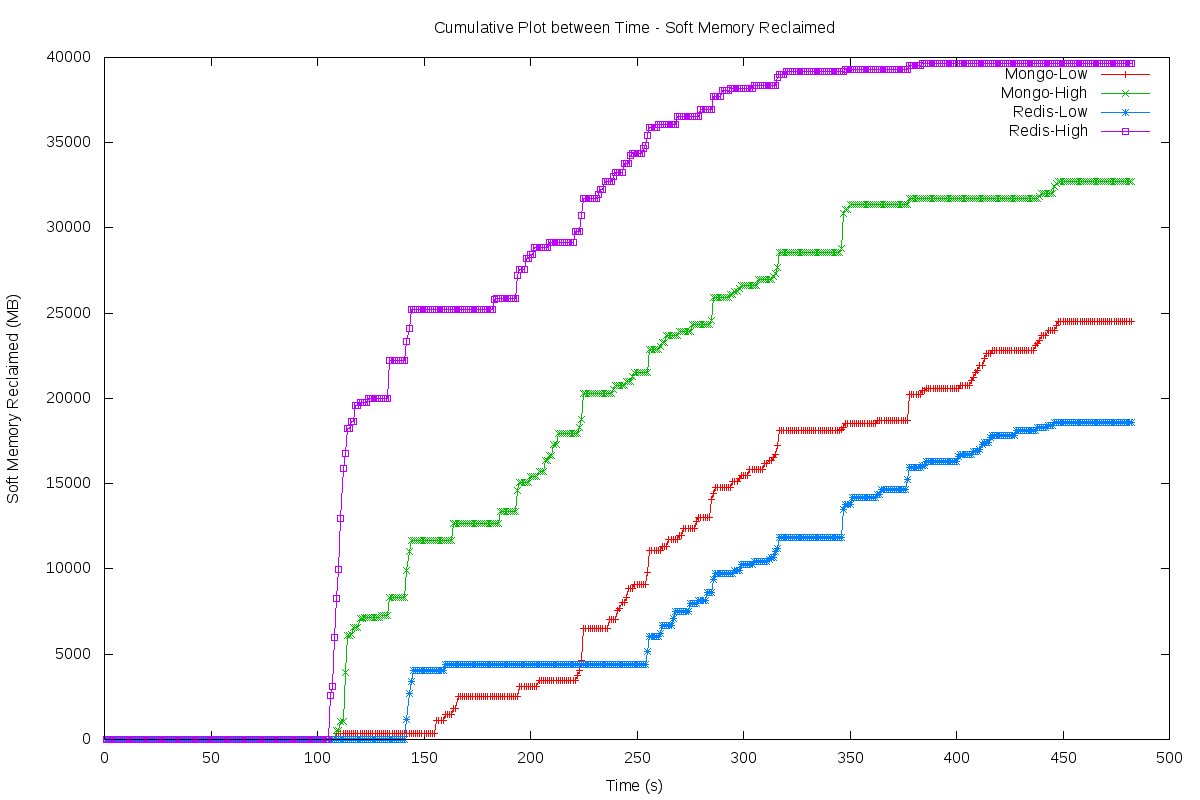 Cumulative Plot between Time - Soft Memory Reclaimed
Soft Memory Reclaimed (MB)
40000
35000
30000
25000
20000
15000
10000
5000
0
Mongo-Low
Mongo-High
Redis-Low
Redis-High
0 50 100 150 200 250 300 350 400 450 500
Time (s)